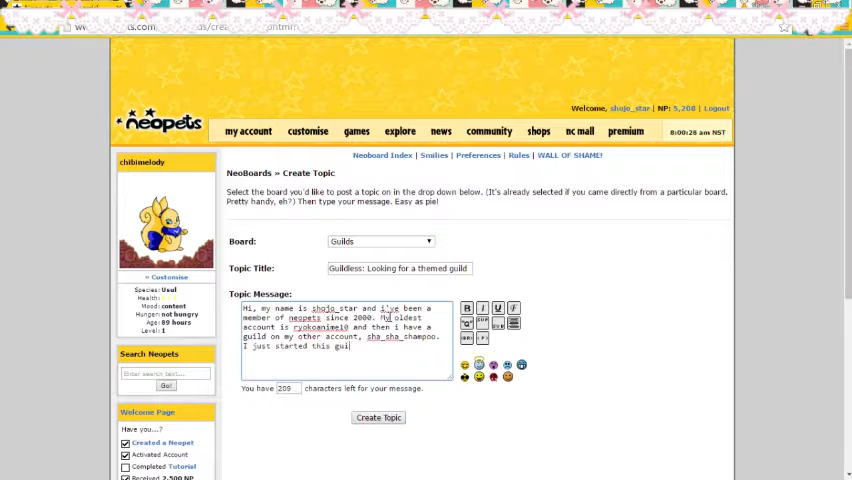 Welcome, shojo_star | NP: 5,208 | Logout
neopets
my account customise games explore news community shops nc mall premium 8:00:28 am NST
Neoboard Index | Smilies | Preferences | Rules | WALL OF SHAME!
chibimelody
NeoBoards » Create Topic
Select the board you'd like to post a topic on in the drop down below. (It's already selected if you came directly from a particular board.
Pretty handy, eh?) Then type your message. Easy as pie!
Board: Guilds
Topic Title: Guildless: Looking for a themed guild
Topic Message:
Hi, my name is shojo_star and i've been a
member of neopets since 2000. My oldest
account is ryokoanime10 and then i have a
guild on my other account, sha_sha_shampoo.
I just started this gui
You have 209 characters left for your message.
Create Topic
» Customise
Species: Usul
Health:
Mood: content
Hunger: not hungry
Age: 89 hours
Level: 1
Search Neopets
Enter search text...
Go!
Welcome Page
Have you...?
Created a Neopet
Activated Account
Completed Tutorial
Received 2,500 NP